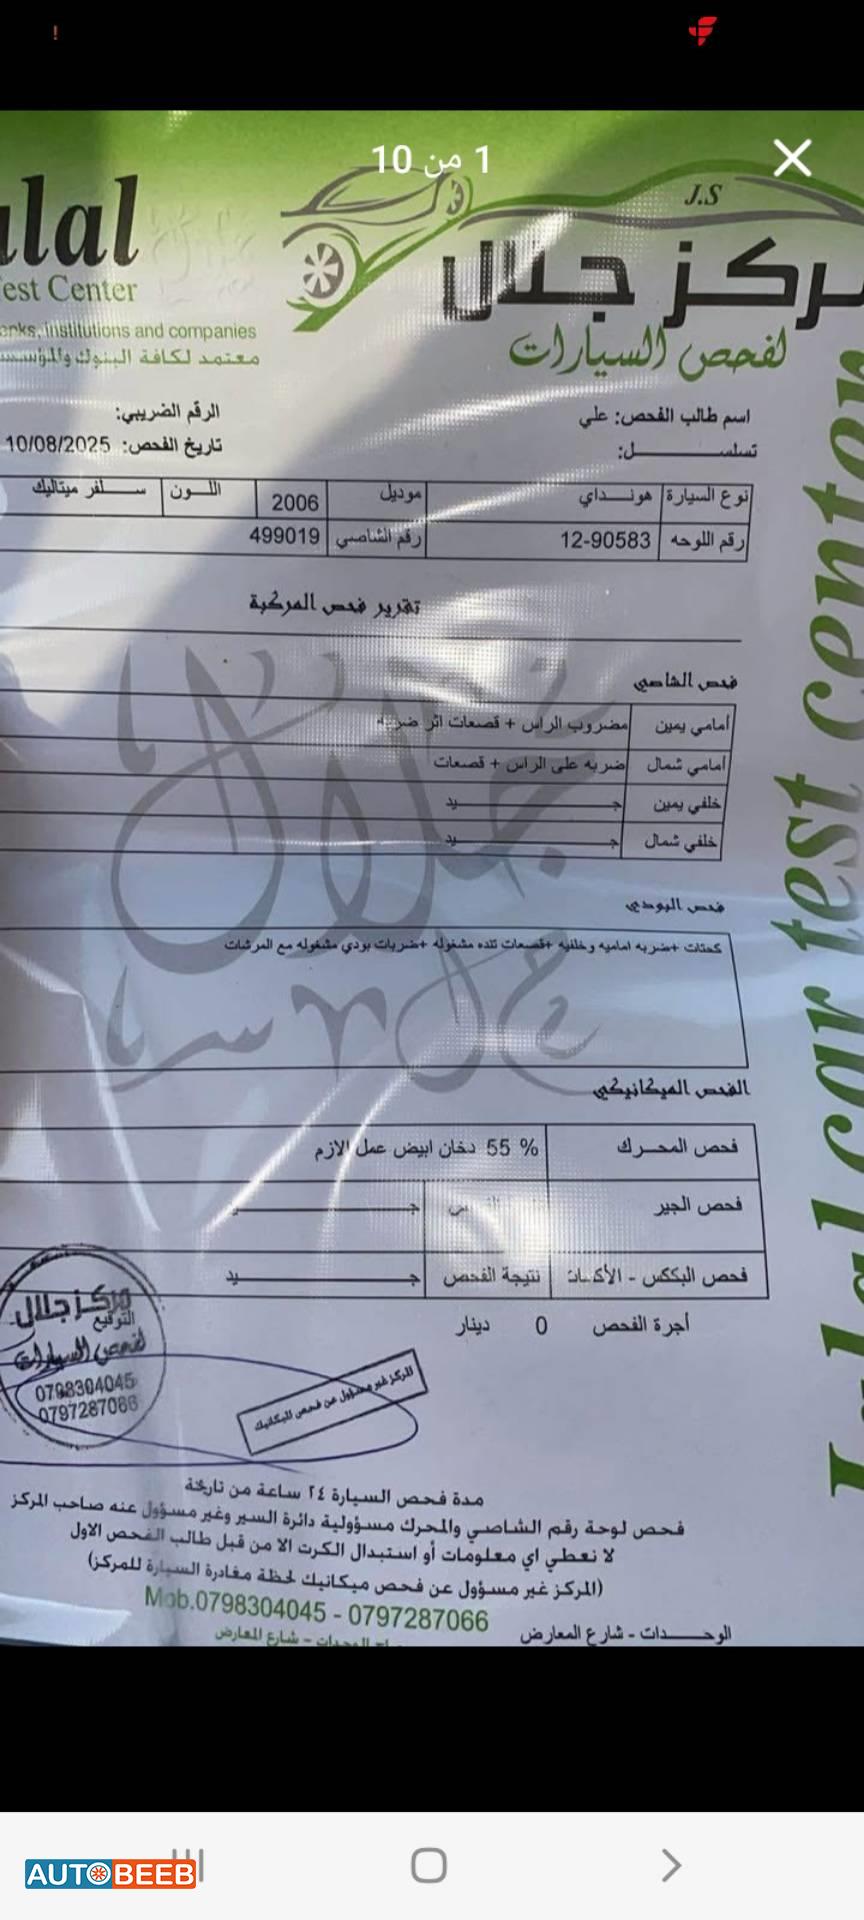 1 من 10
J.S
مركز جلال
لفحص السيارات
alal
Test Center
banks, institutions and companies
معتمد لكافة البنوك والمؤسسات
اسم طالب الفحص: علي
الرقم الضريبي:
تسلسل:
تاريخ الفحص: 10/08/2025
نوع السيارة هونداي موديل 2006 اللون سلفر ميتاليك
رقم اللوحه 12-90583 رقم الشاصي 499019
تقرير فحص المركبة
فحص الشاصي
أمامي يمين مضروب الراس + قصعات اثر ضربه
أمامي شمال ضربه على الراس + قصعات
خلفي يمين جيد
خلفي شمال جيد
فحص البودي
كحتات +ضربه اماميه وخلفيه +قصعات تلده مشغوله +ضربات بودي مشغوله مع المرشات
الفحص الميكانيكي
فحص المحرك 55 % دخان ابيض عمل الازم
فحص الجير
فحص البككس - الأكسات نتيجة الفحص جيد
أجرة الفحص 0 دينار
مركز جلال
التوقيع
لفحص السيارات
0798304045
0797287066
المركز غير مسؤول عن فحص الميكانيك
مدة فحص السيارة ٢٤ ساعة من تاريخة
فحص لوحة رقم الشاصي والمحرك مسؤولية دائرة السير وغير مسؤول عنه صاحب المركز
لا نعطي اي معلومات أو استبدال الكرت الا من قبل طالب الفحص الاول
(المركز غير مسؤول عن فحص ميكانيك لحظة مغادرة السيارة للمركز)
Mob.0798304045 - 0797287066
الوحدات - شارع المعارض
الوحدات - شارع المعارض
Jalal car test center
جلال
AUTOBEEB